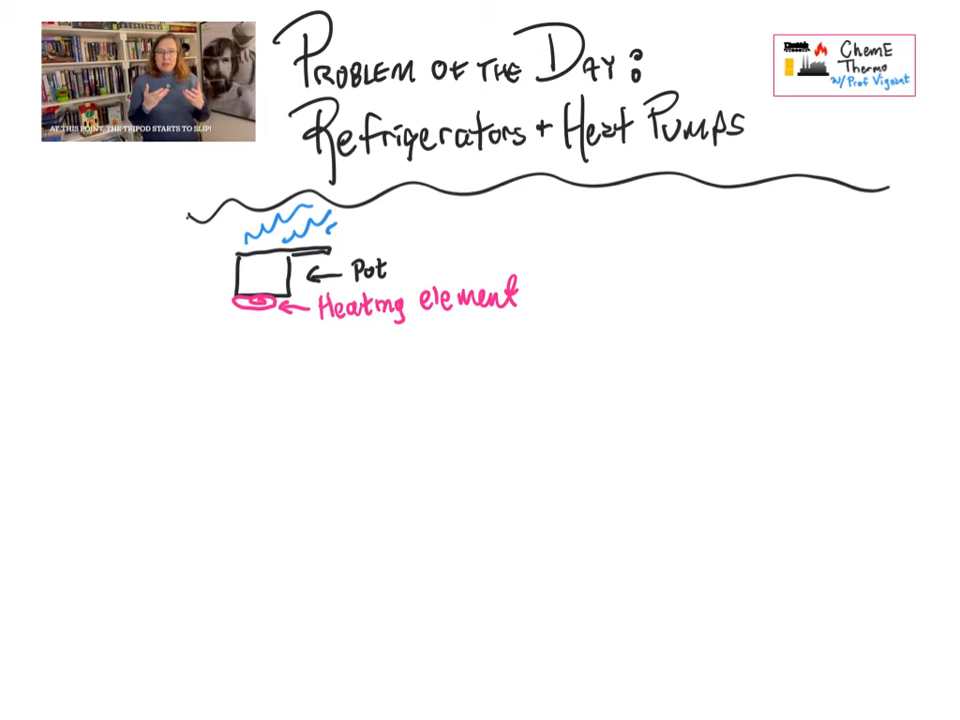 PROBLEM OF THE DAY:
Refrigerators + Heat PUMPS
AT THIS POINT, THE TRIPOD STARTS TO SLIP!
ChemE
Thermo
w/ Prof Vigeant
← Pot
← Heating element